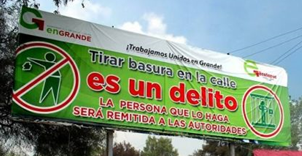 enGRANDE
¡Trabajamos Unidos en Grande!
Tirar basura en la calle
es un delito
LA PERSONA QUE LO HAGA
SERÁ REMITIDA A LAS AUTORIDADES